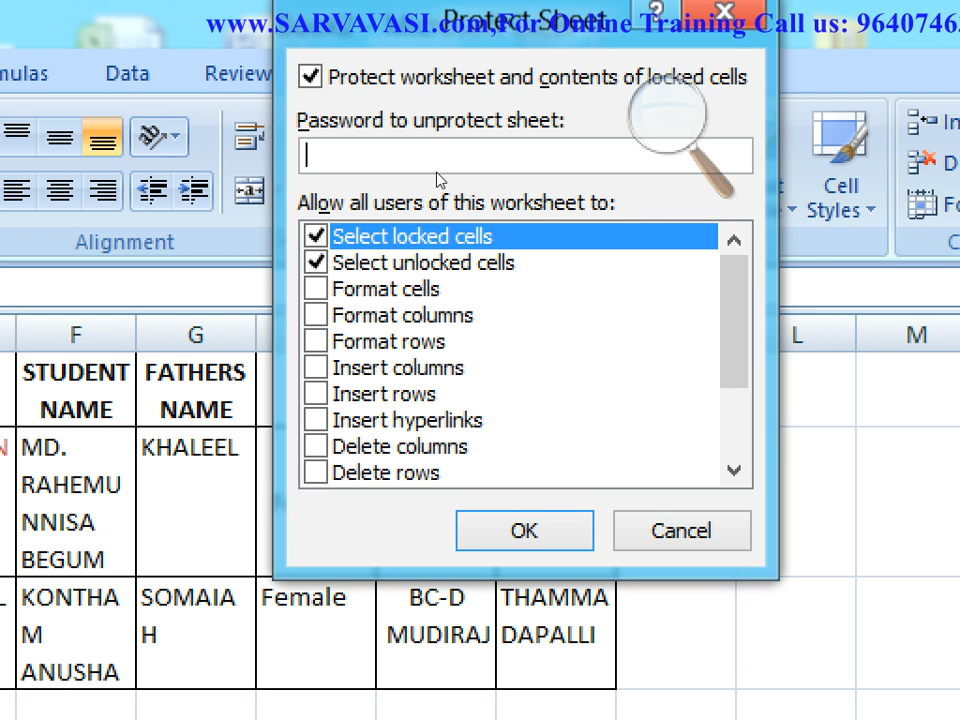 www.SARVAVASI.com,For Online Training Call us: 9640746
Protect Sheet
?
mulas Data Review
Protect worksheet and contents of locked cells
Password to unprotect sheet:
Allow all users of this worksheet to:
Select locked cells
Select unlocked cells
Format cells
Format columns
Format rows
Insert columns
Insert rows
Insert hyperlinks
Delete columns
Delete rows
OK Cancel
Cell
Styles
In
D
Fo
Alignment
C
F G L M
STUDENT NAME
FATHERS NAME
N
MD.
RAHEMU
NNISA
BEGUM
KHALEEL
L
KONTHA
M
ANUSHA
SOMAIA
H
Female
BC-D
MUDIRAJ
THAMMA
DAPALLI